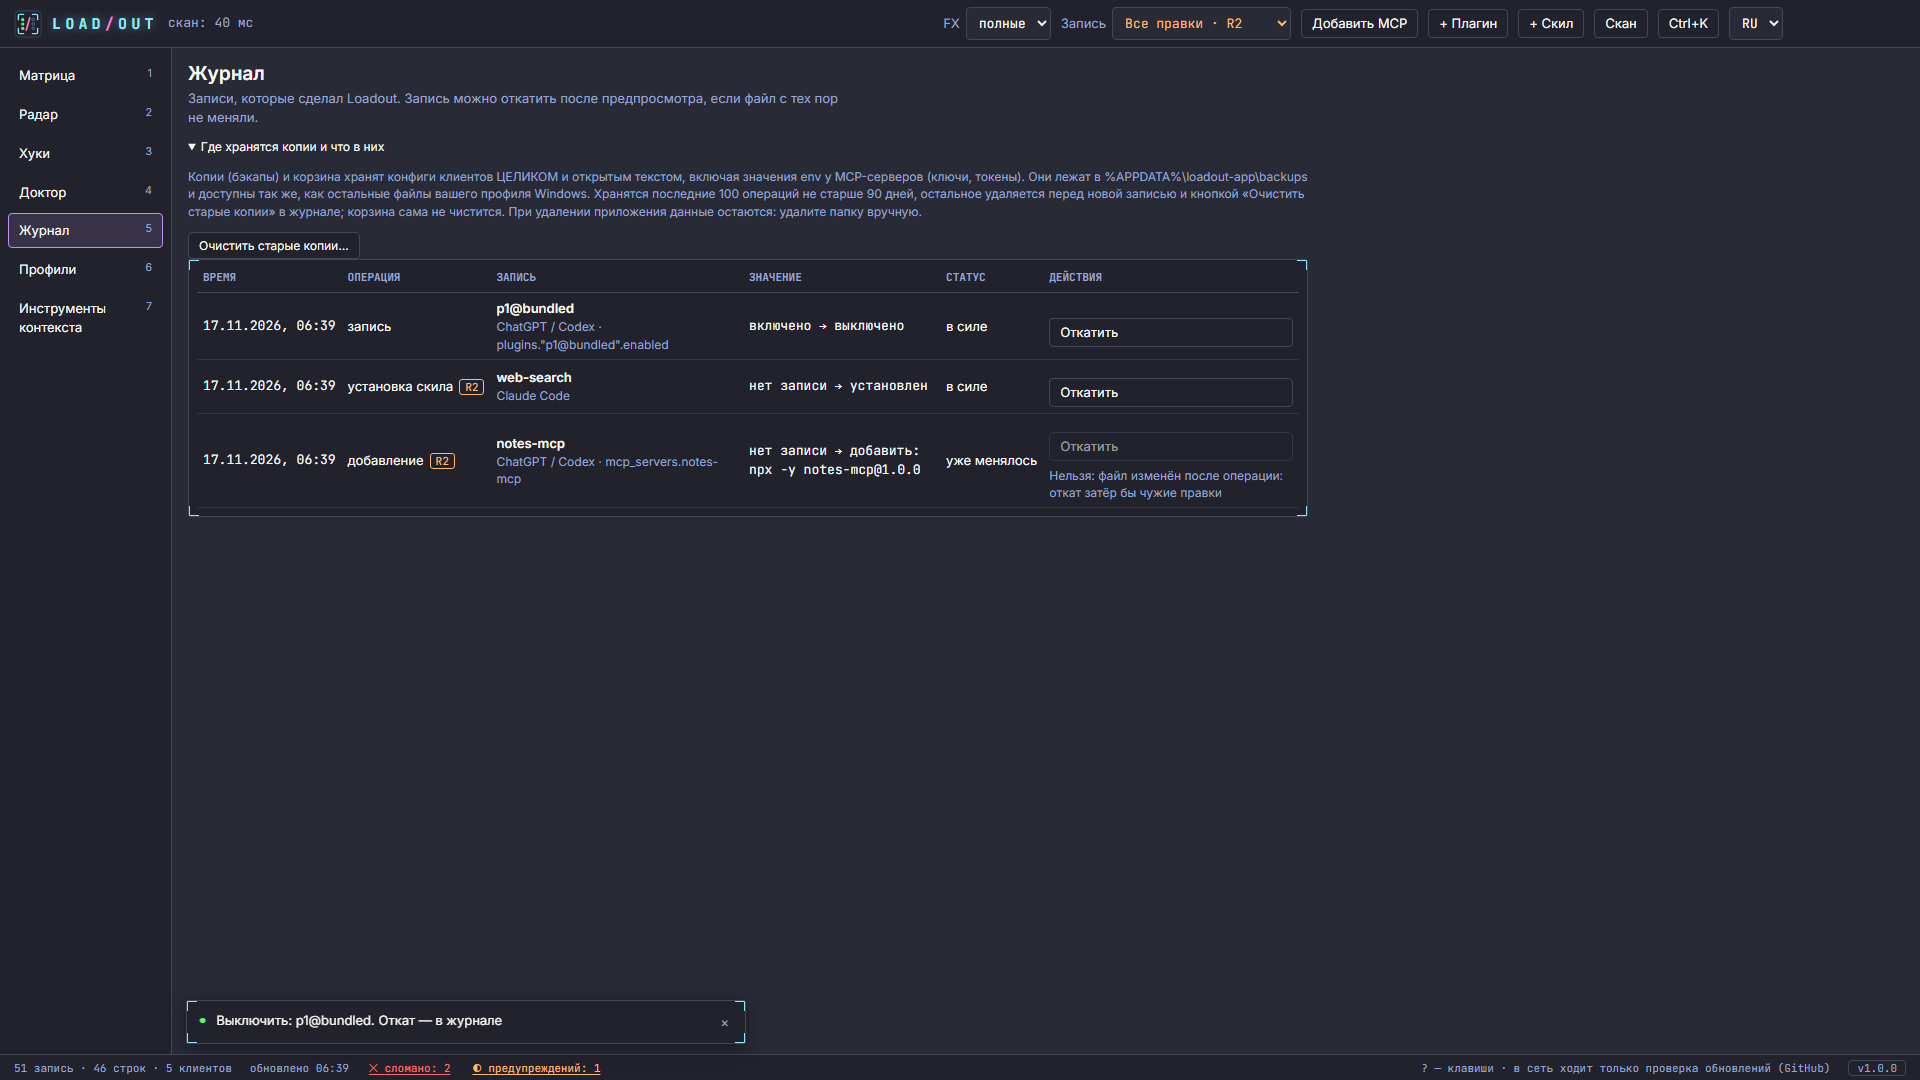 LOAD/OUT скан: 40 мс FX полные Запись Все правки · R2 Добавить MCP + Плагин + Скил Скан Ctrl+K RU
Матрица 1
Радар 2
Хуки 3
Доктор 4
Журнал 5
Профили 6
Инструменты контекста 7
Журнал
Записи, которые сделал Loadout. Запись можно откатить после предпросмотра, если файл с тех пор
не меняли.
▼ Где хранятся копии и что в них
Копии (бэкапы) и корзина хранят конфиги клиентов ЦЕЛИКОМ и открытым текстом, включая значения env у MCP-серверов (ключи, токены). Они лежат в %APPDATA%\loadout-app\backups
и доступны так же, как остальные файлы вашего профиля Windows. Хранятся последние 100 операций не старше 90 дней, остальное удаляется перед новой записью и кнопкой «Очистить
старые копии» в журнале; корзина сама не чистится. При удалении приложения данные остаются: удалите папку вручную.
Очистить старые копии...
ВРЕМЯ ОПЕРАЦИЯ ЗАПИСЬ ЗНАЧЕНИЕ СТАТУС ДЕЙСТВИЯ
p1@bundled
17.11.2026, 06:39 запись ChatGPT / Codex · включено → выключено в силе Откатить
plugins."p1@bundled".enabled
web-search
17.11.2026, 06:39 установка скила R2 Claude Code нет записи → установлен в силе Откатить
notes-mcp
17.11.2026, 06:39 добавление R2 ChatGPT / Codex · mcp_servers.notes-
mcp
нет записи → добавить:
npx -y notes-mcp@1.0.0
уже менялось
Откатить
Нельзя: файл изменён после операции:
откат затёр бы чужие правки
Выключить: p1@bundled. Откат — в журнале ×
51 запись · 46 строк · 5 клиентов обновлено 06:39 сломано: 2 предупреждений: 1 ? — клавиши · в сеть ходит только проверка обновлений (GitHub) v1.0.0